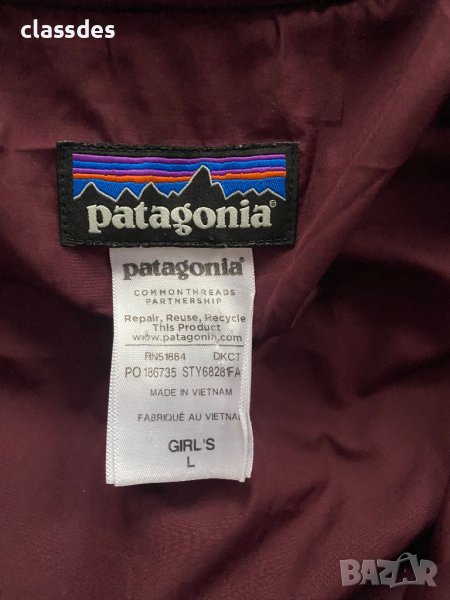 classdes
patagonia®
patagonia®
COMMON THREADS
PARTNERSHIP
Repair, Reuse, Recycle
This Product
www.patagonia.com
RN51884 DKCT
PO 186735 STY68281FA
MADE IN VIETNAM
FABRIQUÉ AU VIETNAM
GIRL'S
L
BAZAR